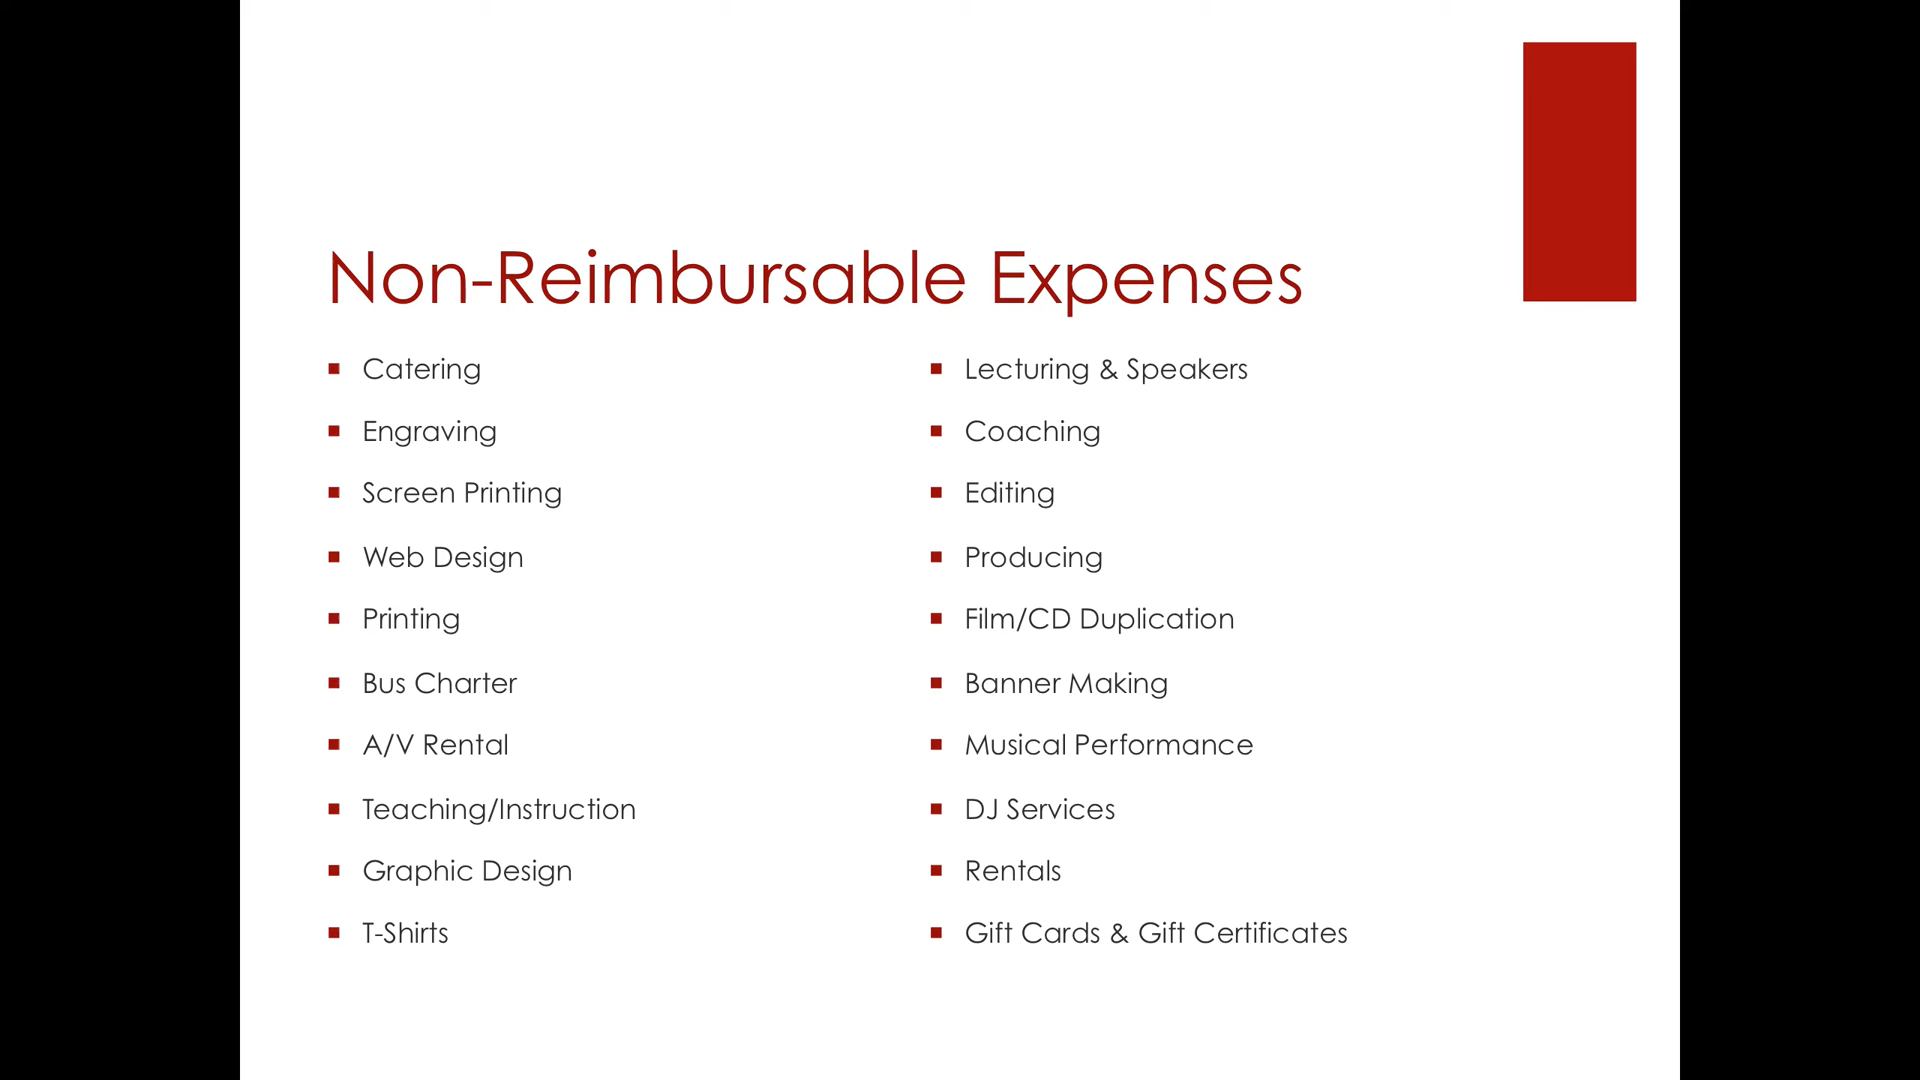 Non-Reimbursable Expenses
Catering
Engraving
Screen Printing
Web Design
Printing
Bus Charter
A/V Rental
Teaching/Instruction
Graphic Design
T-Shirts
Lecturing & Speakers
Coaching
Editing
Producing
Film/CD Duplication
Banner Making
Musical Performance
DJ Services
Rentals
Gift Cards & Gift Certificates